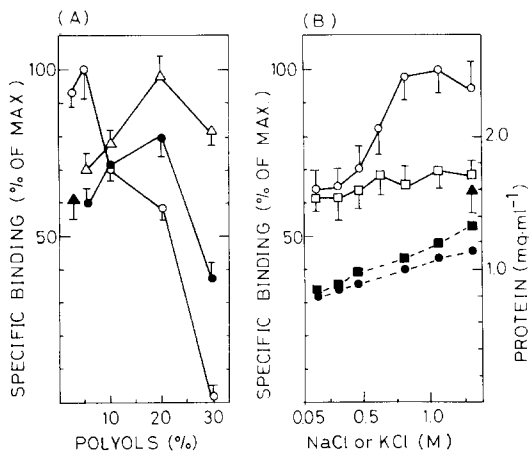 (A)
SPECIFIC BINDING (% OF MAX.)
100
50
10
20
30
POLYOLS (%)
(B)
SPECIFIC BINDING (% OF MAX.)
100
50
0.05
0.5
1.0
NaCl or KCl (M)
2.0
1.0
PROTEIN (mg·ml⁻¹)